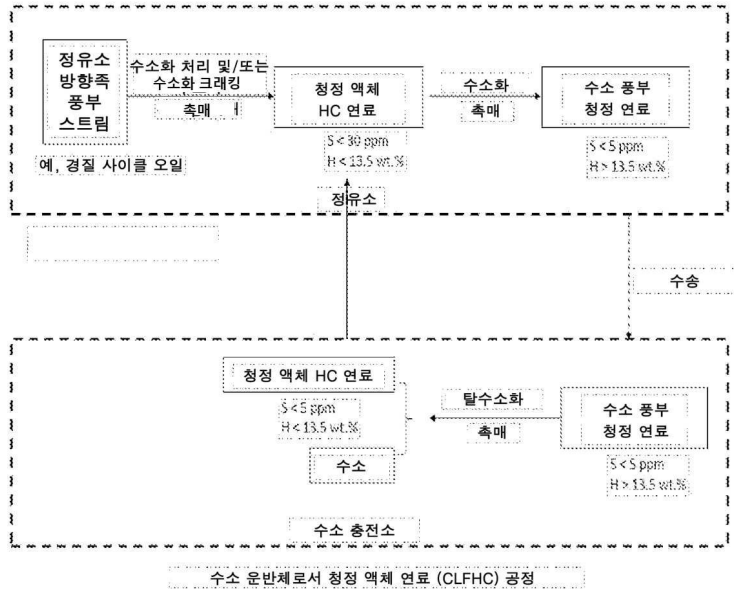 정유소
방향족
풍부
스트림
예, 경질 사이클 오일
수소화 처리 및/또는
수소화 크래킹
촉매
청정 액체
HC 연료
S < 30 ppm
H < 13.5 wt.%
수소화
촉매
수소 풍부
청정 연료
S < 5 ppm
H > 13.5 wt.%
정유소
수송
청정 액체 HC 연료
S < 5 ppm
H < 13.5 wt.%
수소
탈수소화
촉매
수소 풍부
청정 연료
S < 5 ppm
H > 13.5 wt.%
수소 충전소
수소 운반체로서 청정 액체 연료 (CLFHC) 공정